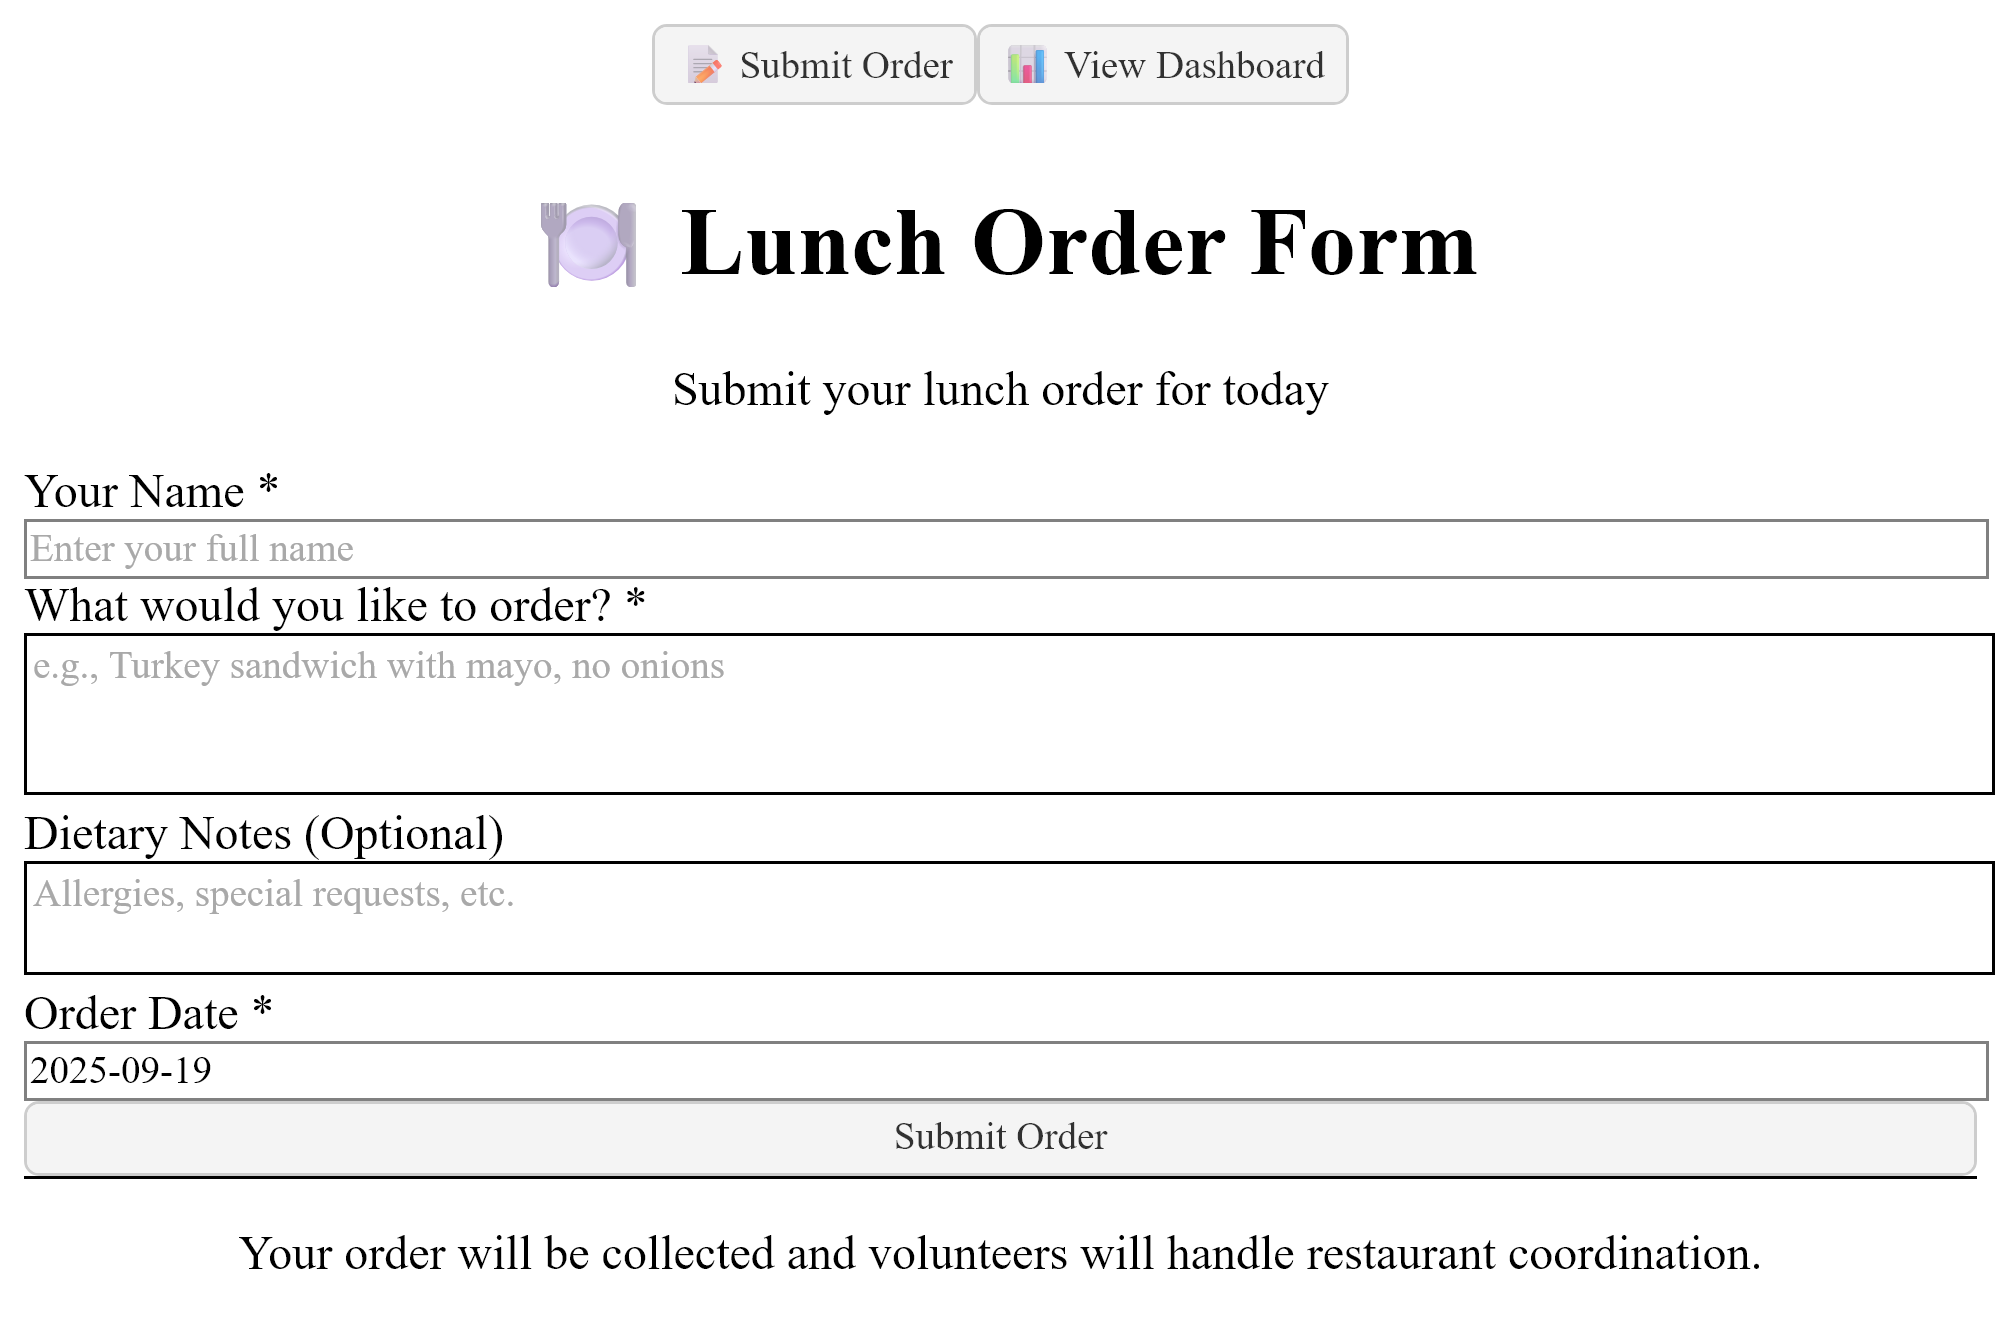 Submit Order View Dashboard
Lunch Order Form
Submit your lunch order for today
Your Name *
Enter your full name
What would you like to order? *
e.g., Turkey sandwich with mayo, no onions
Dietary Notes (Optional)
Allergies, special requests, etc.
Order Date *
2025-09-19
Submit Order
Your order will be collected and volunteers will handle restaurant coordination.